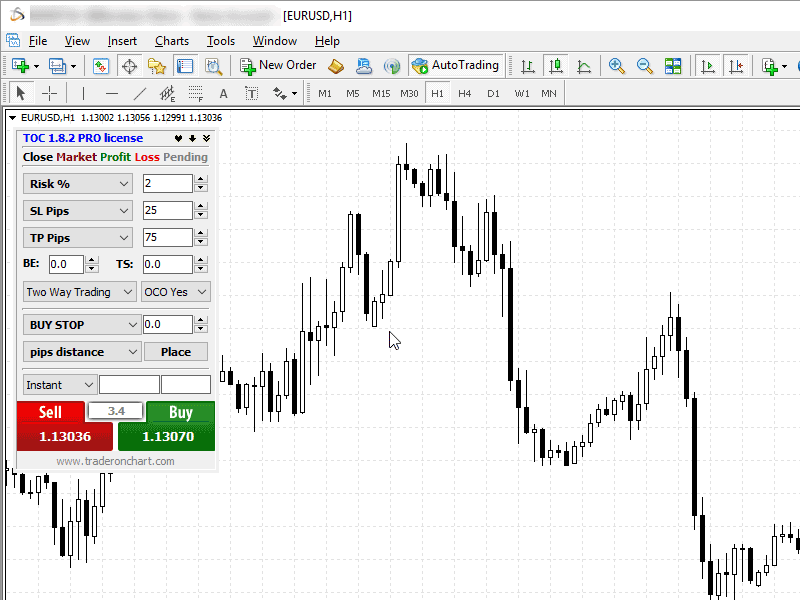 [EURUSD,H1]
File View Insert Charts Tools Window Help
New Order AutoTrading
E F A T M1 M5 M15 M30 H1 H4 D1 W1 MN
EURUSD,H1 1.13002 1.13056 1.12991 1.13036
TOC 1.8.2 PRO license
Close Market Profit Loss Pending
Risk % 2
SL Pips 25
TP Pips 75
BE: 0.0 TS: 0.0
Two Way Trading OCO Yes
BUY STOP 0.0
pips distance Place
Instant
Sell 3.4 Buy
1.13036 1.13070
www.traderonchart.com